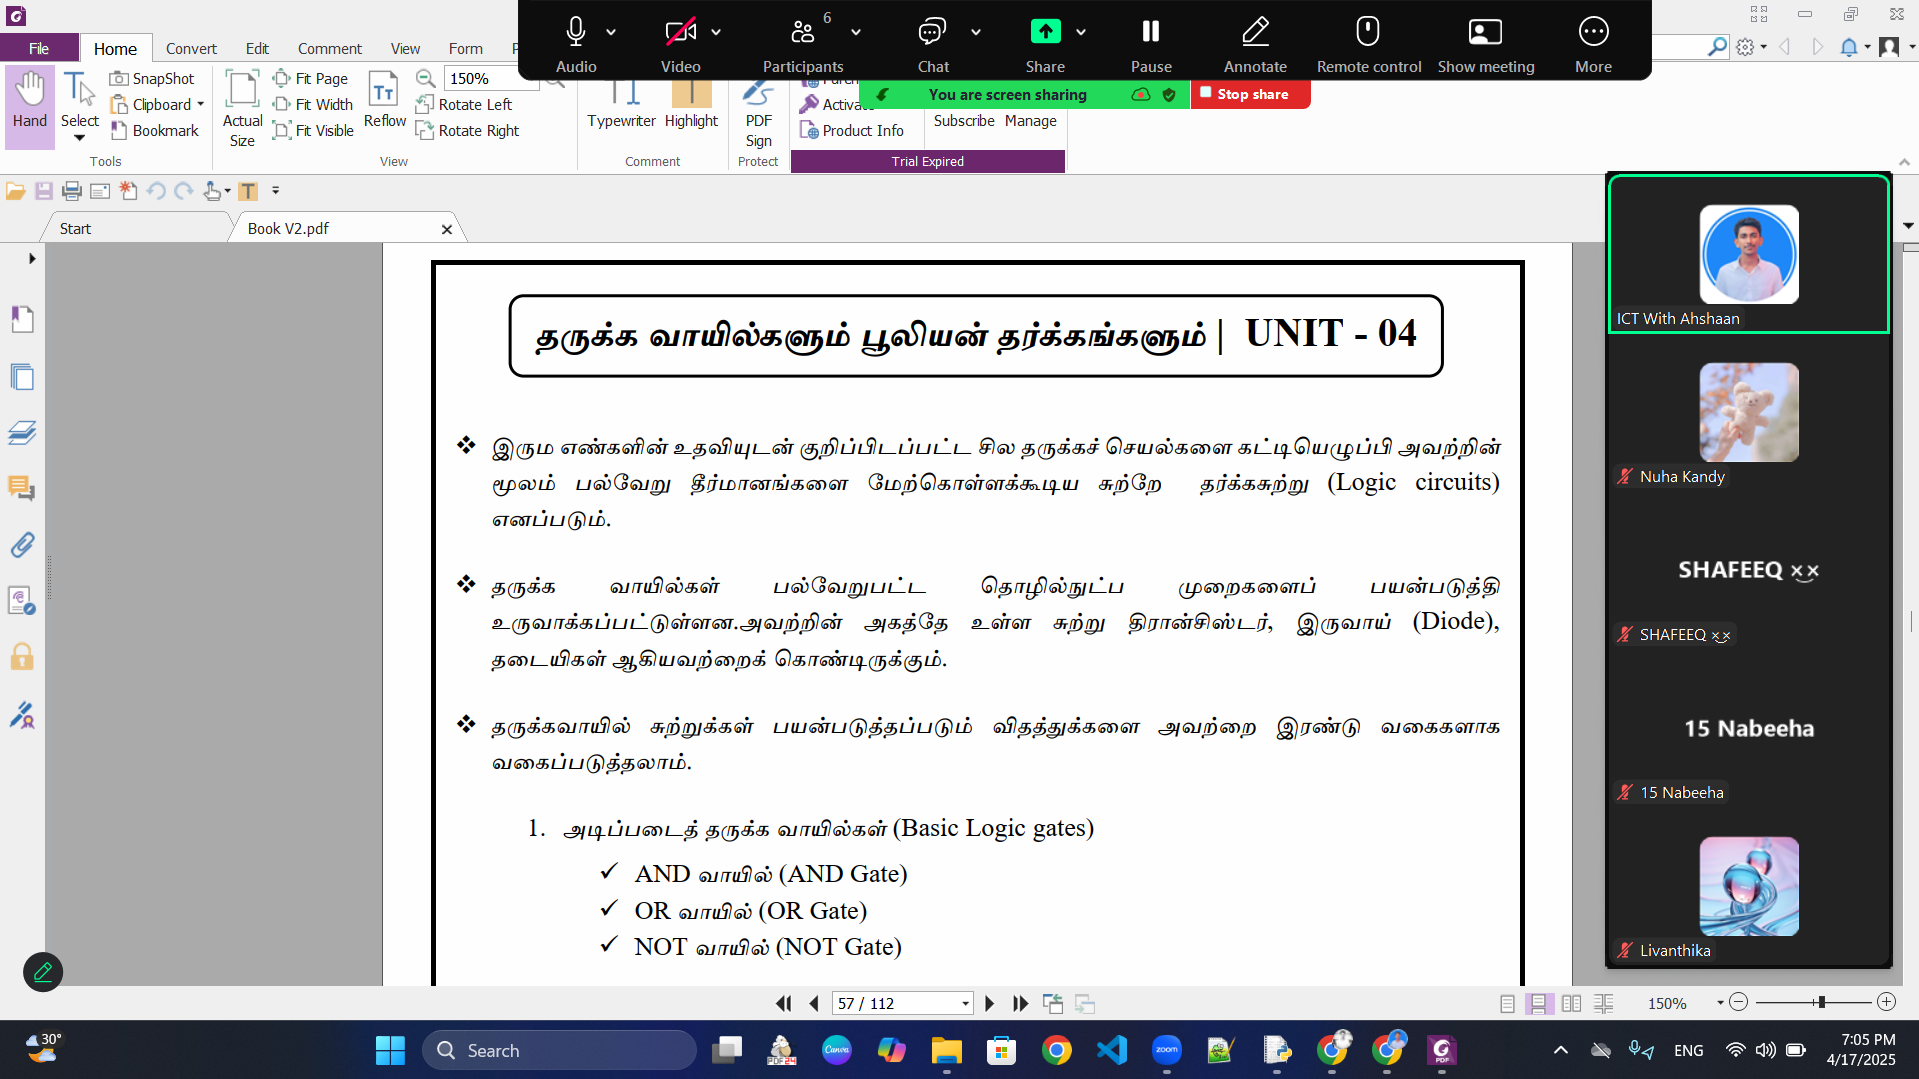 Audio
Video
6
Participants
Chat
Share
Pause
Annotate
Remote control
Show meeting
More
You are screen sharing
Stop share
File
Home
Convert
Edit
Comment
View
Form
Hand
Select
SnapShot
Clipboard
Bookmark
Tools
Actual Size
Fit Page
Fit Width
Fit Visible
Reflow
150%
Rotate Left
Rotate Right
View
Typewriter
Highlight
Comment
PDF Sign
Protect
Product Info
Subscribe
Manage
Trial Expired
Start
Book V2.pdf
தருக்க வாயில்களும் பூலியன் தர்க்கங்களும் | UNIT - 04
❖ இரும எண்களின் உதவியுடன் குறிப்பிடப்பட்ட சில தருக்கச் செயல்களை கட்டியெழுப்பி அவற்றின்
மூலம் பல்வேறு தீர்மானங்களை மேற்கொள்ளக்கூடிய சுற்றே தர்க்கசுற்று (Logic circuits)
எனப்படும்.
❖ தருக்க வாயில்கள் பல்வேறுபட்ட தொழில்நுட்ப முறைகளைப் பயன்படுத்தி
உருவாக்கப்பட்டுள்ளன.அவற்றின் அகத்தே உள்ள சுற்று திரான்சிஸ்டர், இருவாய் (Diode),
தடையிகள் ஆகியவற்றைக் கொண்டிருக்கும்.
❖ தருக்கவாயில் சுற்றுக்கள் பயன்படுத்தப்படும் விதத்துக்களை அவற்றை இரண்டு வகைகளாக
வகைப்படுத்தலாம்.
1. அடிப்படைத் தருக்க வாயில்கள் (Basic Logic gates)
✓ AND வாயில் (AND Gate)
✓ OR வாயில் (OR Gate)
✓ NOT வாயில் (NOT Gate)
ICT With Ahshaan
Nuha Kandy
SHAFEEQ
SHAFEEQ
15 Nabeeha
15 Nabeeha
Livanthika
57 / 112
150%
30°
Search
PDF24
Canva
zoom
PDF
ENG
7:05 PM
4/17/2025